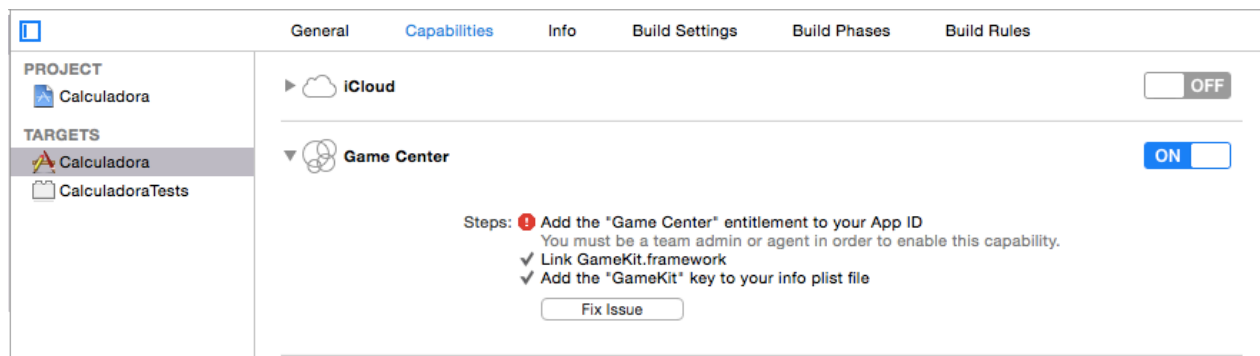 General Capabilities Info Build Settings Build Phases Build Rules
PROJECT
Calculadora
TARGETS
Calculadora
CalculadoraTests
iCloud OFF
Game Center ON
Steps: Add the "Game Center" entitlement to your App ID
You must be a team admin or agent in order to enable this capability.
Link GameKit.framework
Add the "GameKit" key to your info plist file
Fix Issue